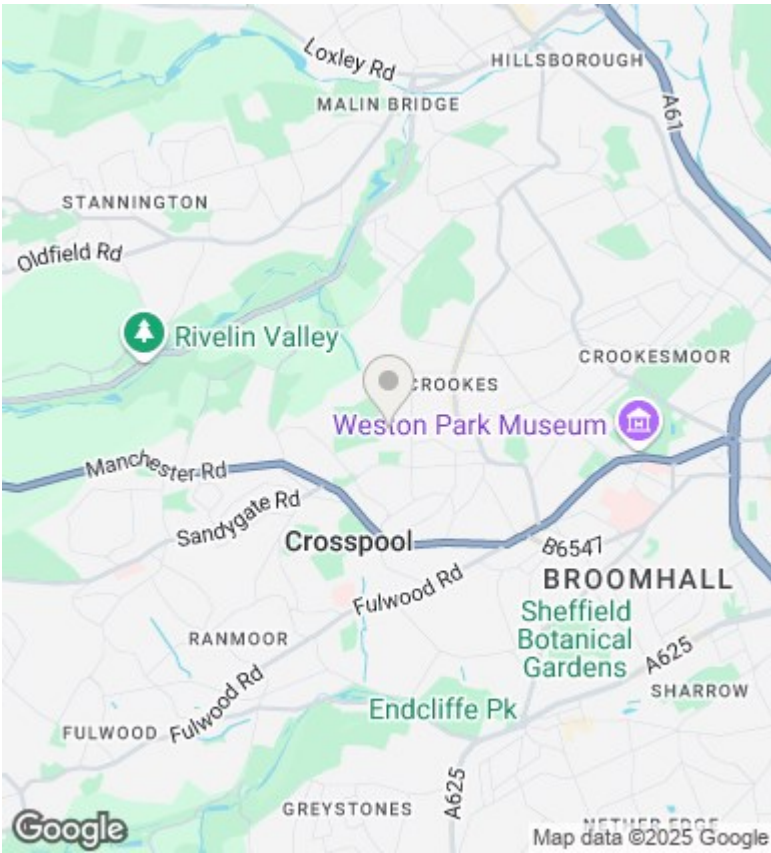 Loxley Rd
HILLSBOROUGH
MALIN BRIDGE
A61
STANNINGTON
Oldfield Rd
Rivelin Valley
CROOKESMOOR
CROOKES
Weston Park Museum
Manchester Rd
Sandygate Rd
Crosspool
B6547
BROOMHALL
Fulwood Rd
Sheffield
Botanical
Gardens
RANMOOR
A625
SHARROW
Fulwood Rd
Endcliffe Pk
FULWOOD
A625
GREYSTONES
NETHER EDGE
Google
Map data ©2025 Google